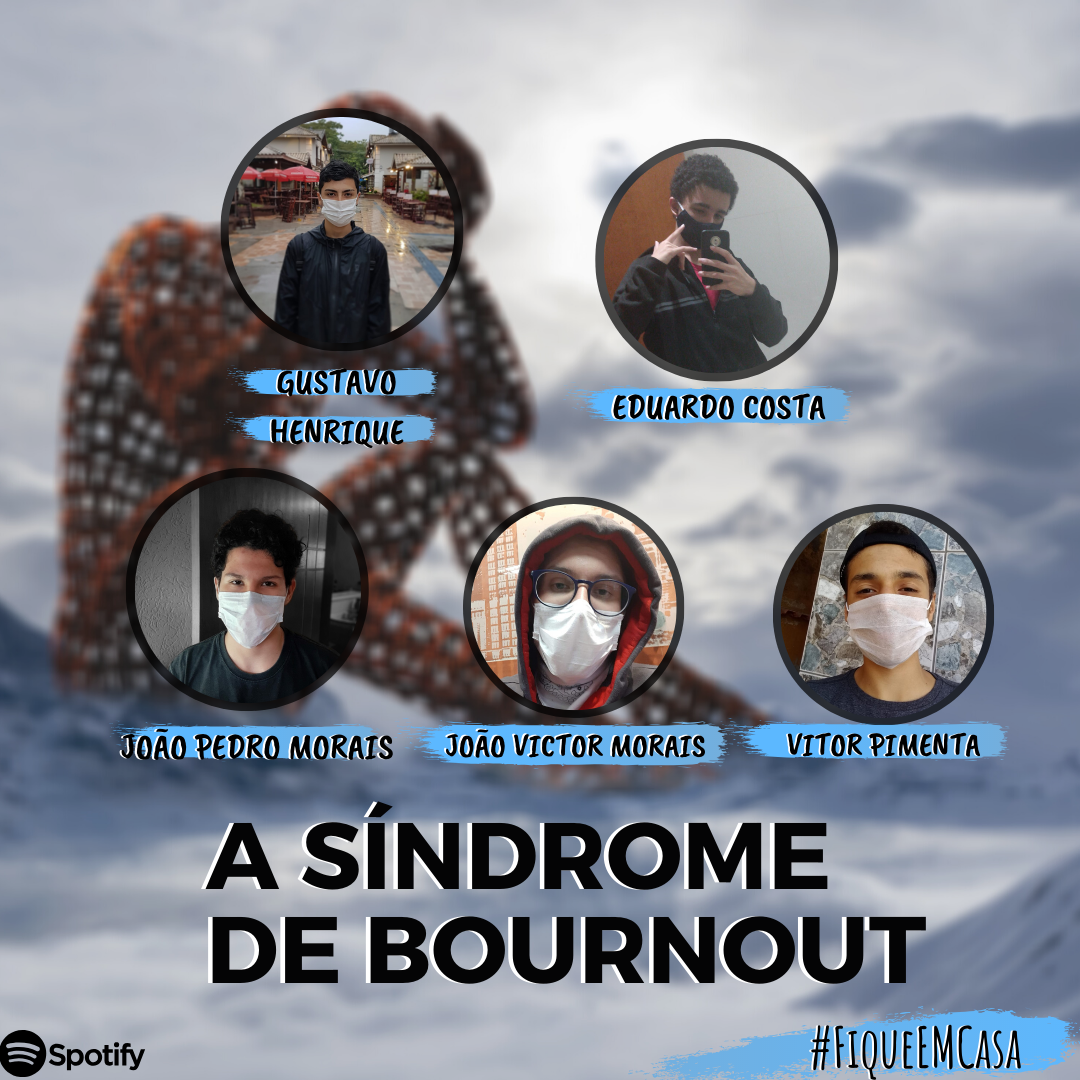 GUSTAVO
HENRIQUE
EDUARDO COSTA
JOÃO PEDRO MORAIS
JOÃO VICTOR MORAIS
VITOR PIMENTA
A SÍNDROME
DE BOURNOUT
Spotify
#FIQUEEMCASA